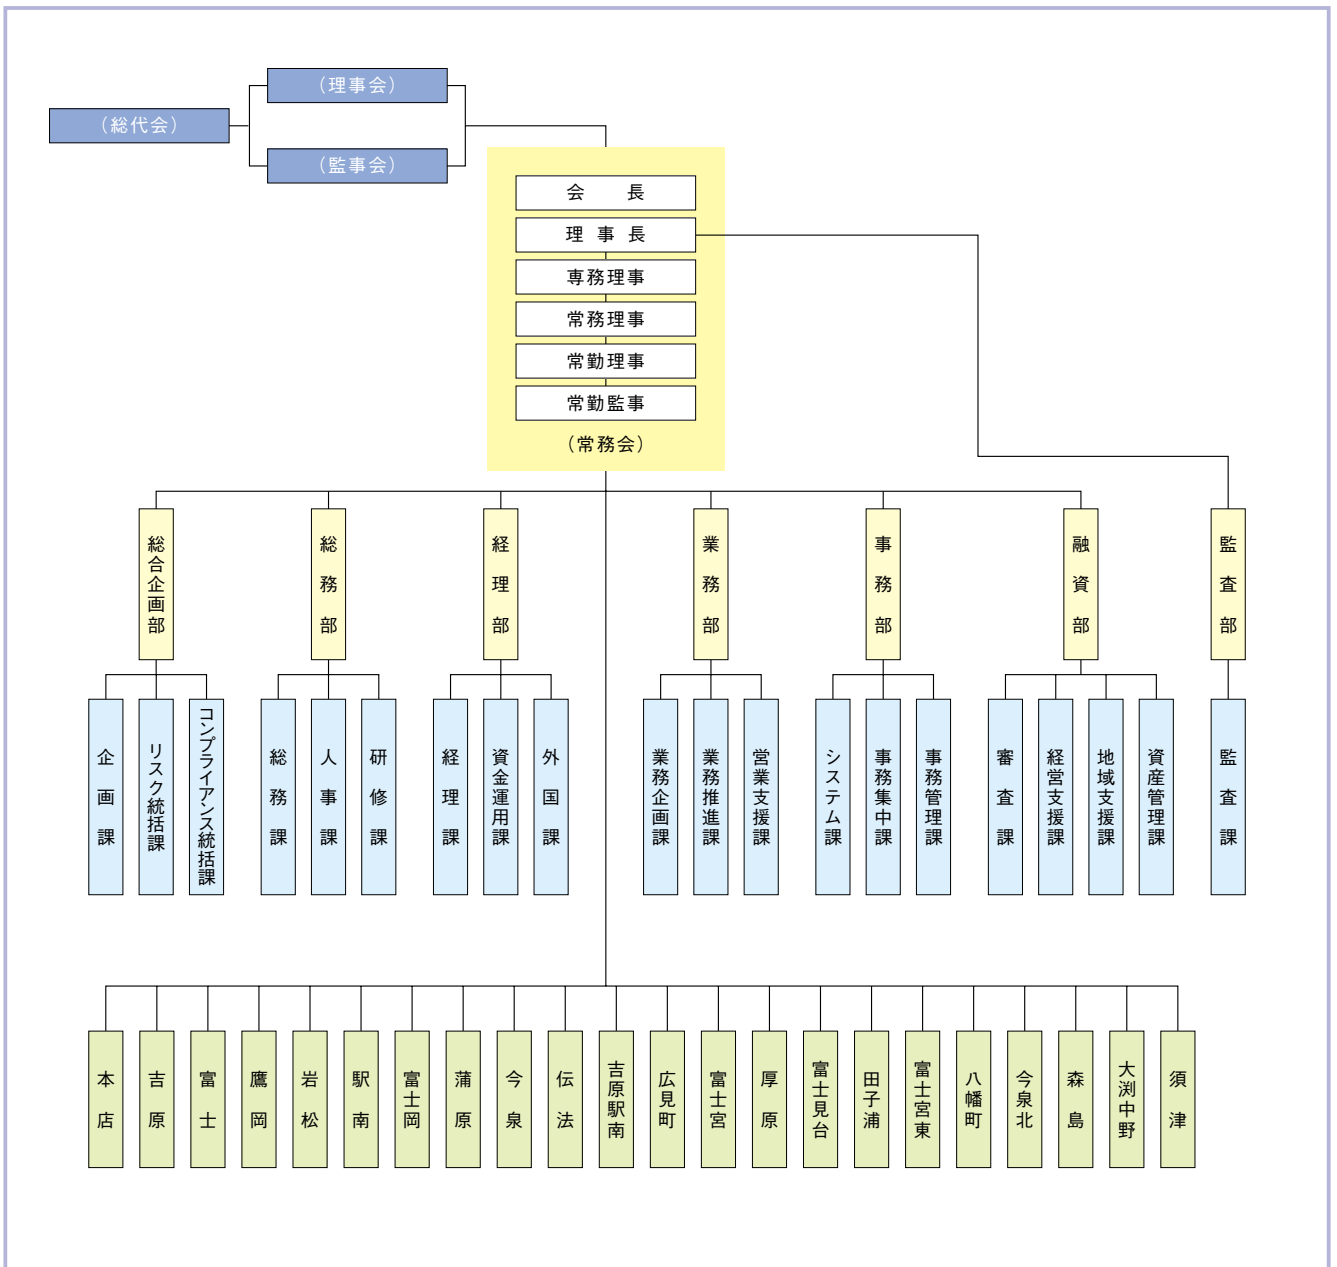 （理事会）
（総代会）
（監事会）
会　　長
理 事 長
専務理事
常務理事
常勤理事
常勤監事
（常務会）
総合企画部
総務部
経理部
業務部
事務部
融資部
監査部
企画課
リスク統括課
コンプライアンス統括課
総務課
人事課
研修課
経理課
資金運用課
外国課
業務企画課
業務推進課
営業支援課
システム課
事務集中課
事務管理課
審査課
経営支援課
地域支援課
資産管理課
監査課
本店
吉原
富士
鷹岡
岩松
駅南
富士岡
蒲原
今泉
伝法
吉原駅南
広見町
富士宮
厚原
富士見台
田子浦
富士宮東
八幡町
今泉北
森島
大渕中野
須津